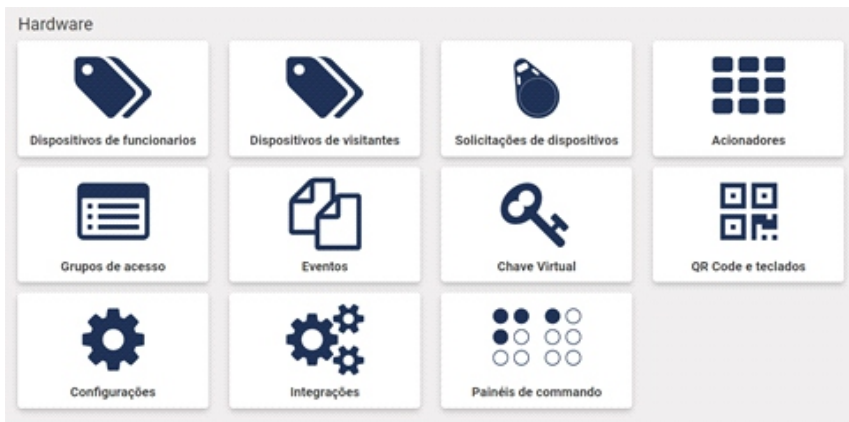 Hardware
Dispositivos de funcionarios
Dispositivos de visitantes
Solicitações de dispositivos
Acionadores
Grupos de acesso
Eventos
Chave Virtual
QR Code e teclados
Configurações
Integrações
Painéis de commando